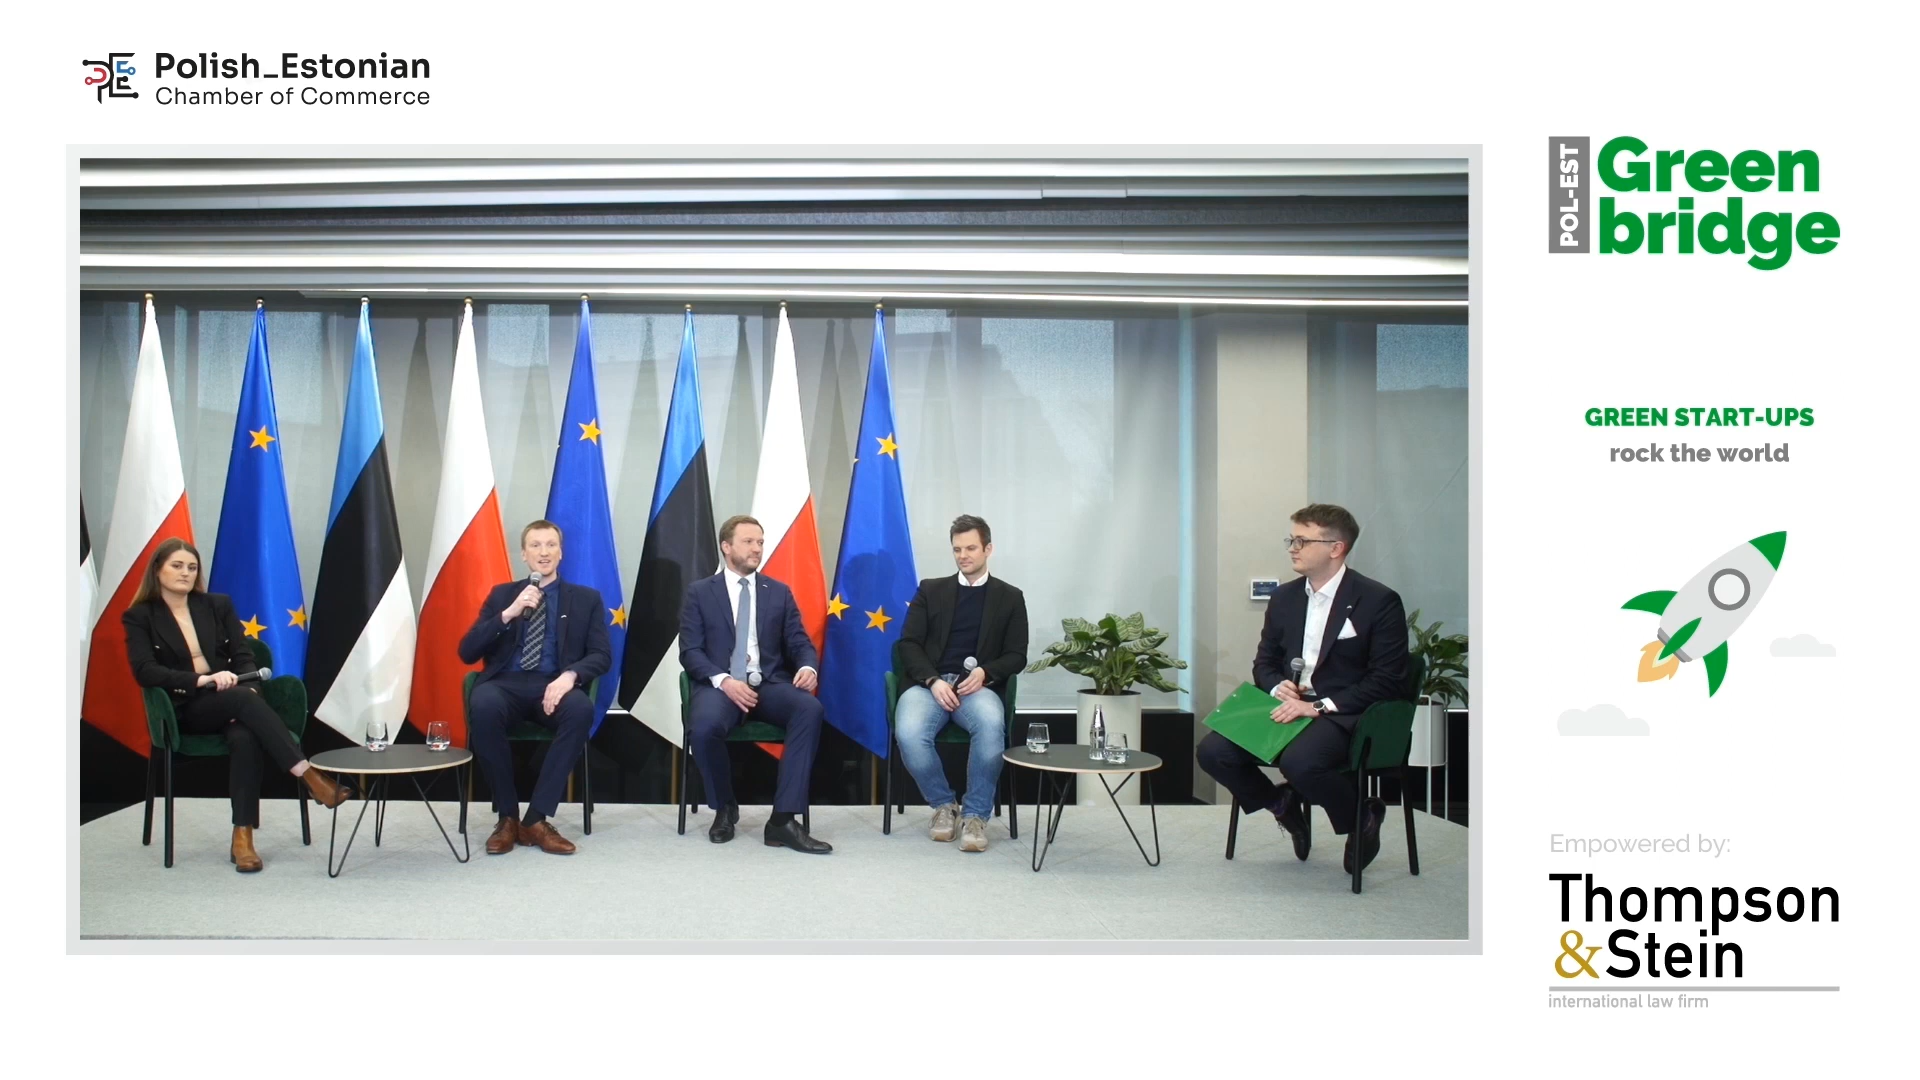 Polish_Estonian
Chamber of Commerce
POL-EST
Green
bridge
GREEN START-UPS
rock the world
Empowered by:
Thompson
&Stein
international law firm